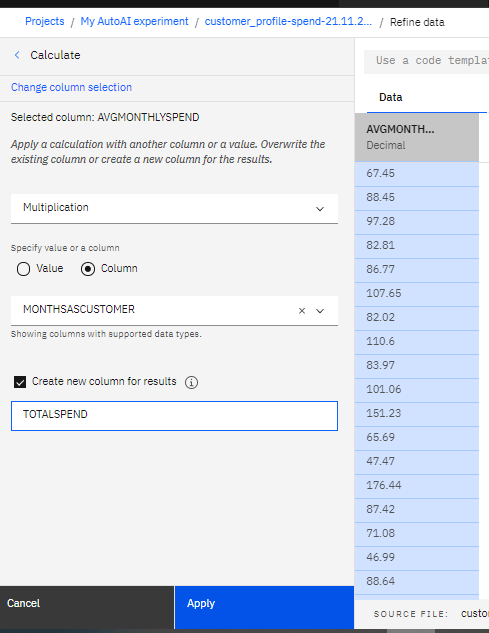 Projects / My AutoAI experiment / customer_profile-spend-21.11.2... / Refine data
Calculate
Change column selection
Selected column: AVGMONTHLYSPEND
Apply a calculation with another column or a value. Overwrite the
existing column or create a new column for the results.
Multiplication
Specify value or a column
Value Column
MONTHSASCUSTOMER
Showing columns with supported data types.
Create new column for results
TOTALSPEND
Cancel Apply
Use a code templa
Data
AVGMONTH...
Decimal
67.45
88.45
97.28
82.81
86.77
107.65
82.02
110.6
83.97
101.06
151.23
65.69
47.47
176.44
87.42
71.08
46.99
88.64
SOURCE FILE: custo